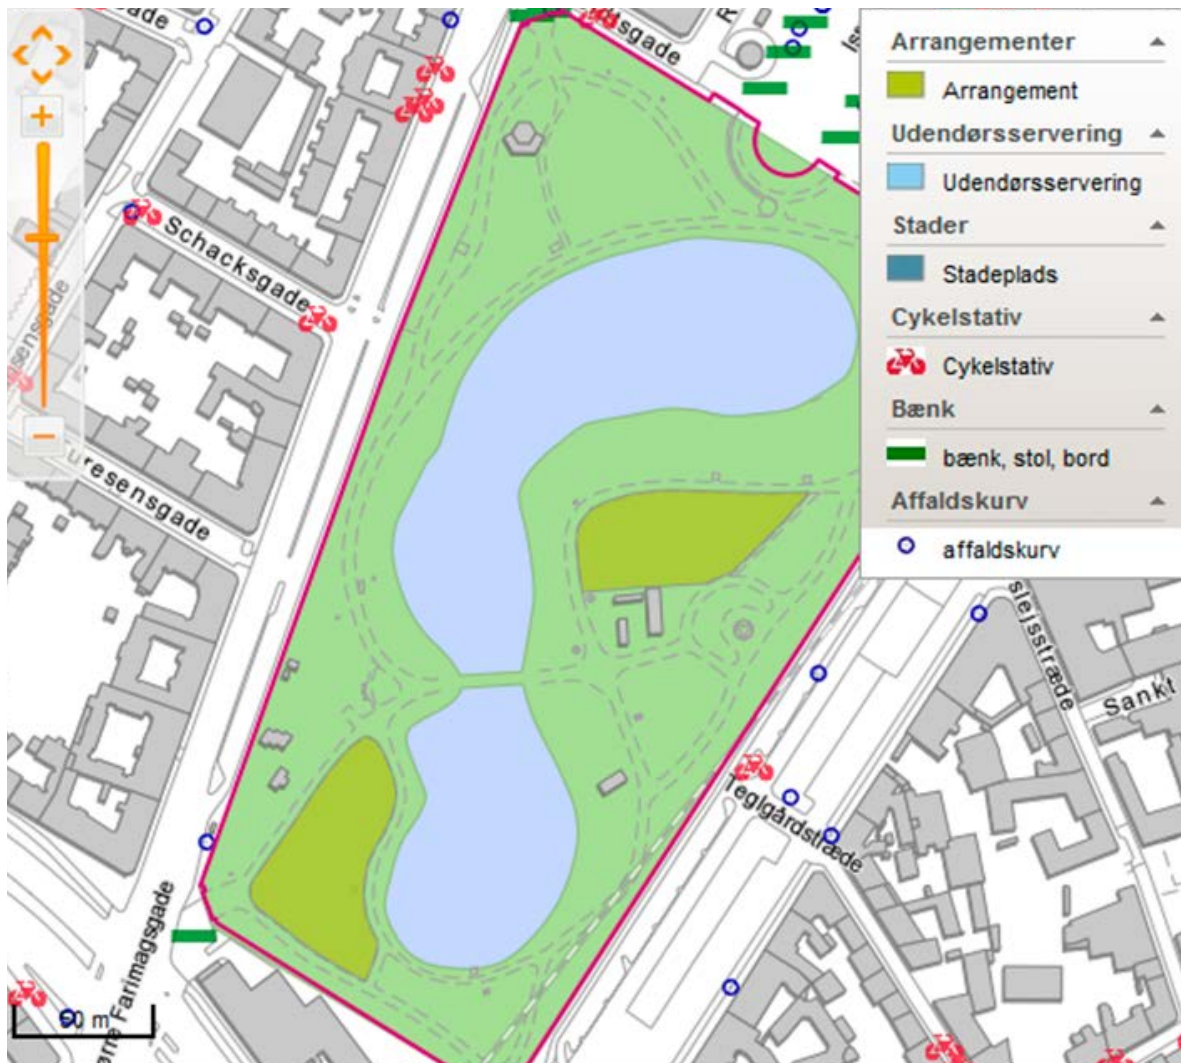 Arrangementer
Arrangement
Udendørsservering
Udendørsservering
Stader
Stadeplads
Cykelstativ
Cykelstativ
Bænk
bænk, stol, bord
Affaldskurv
affaldskurv
Schacksgade
uresensgade
Teglgårdstræde
Sankt
slejsstræde
Farimagsgade